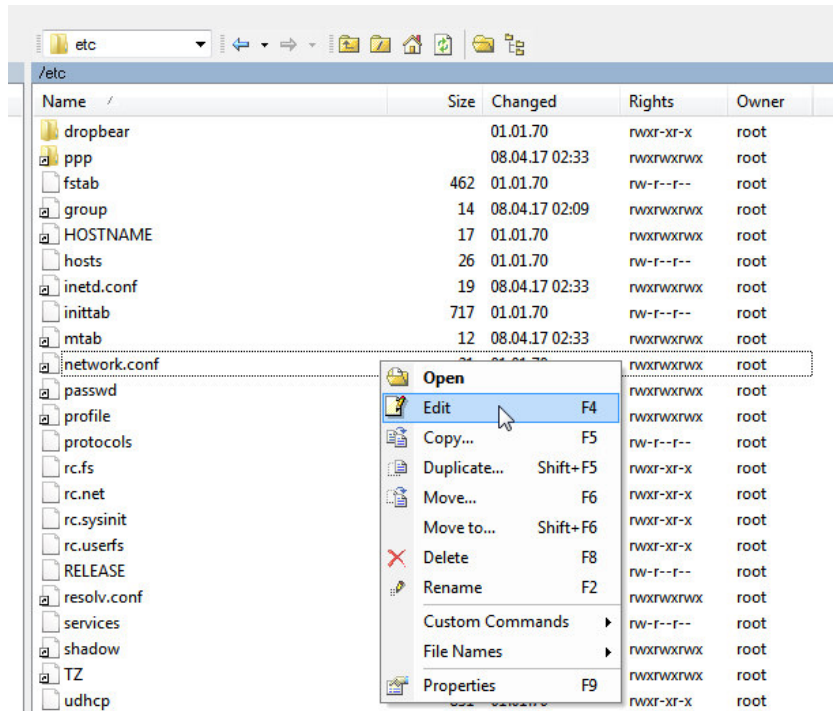 etc
/etc
Name Size Changed Rights Owner
dropbear 01.01.70 rwxr-xr-x root
ppp 08.04.17 02:33 rwxrwxrwx root
fstab 462 01.01.70 rw-r--r-- root
group 14 08.04.17 02:09 rwxrwxrwx root
HOSTNAME 17 01.01.70 rwxrwxrwx root
hosts 26 01.01.70 rw-r--r-- root
inetd.conf 19 08.04.17 02:33 rwxrwxrwx root
inittab 717 01.01.70 rw-r--r-- root
mtab 12 08.04.17 02:33 rwxrwxrwx root
network.conf 21 01.01.70 rwxrwxrwx root
passwd rwxrwxrwx root
profile rwxrwxrwx root
protocols rw-r--r-- root
rc.fs rwxr-xr-x root
rc.net rwxr-xr-x root
rc.sysinit rwxr-xr-x root
rc.userfs rwxr-xr-x root
RELEASE rw-r--r-- root
resolv.conf rwxrwxrwx root
services rw-r--r-- root
shadow rwxrwxrwx root
TZ rwxrwxrwx root
udhcp rwxr-xr-x root
Open
Edit F4
Copy... F5
Duplicate... Shift+F5
Move... F6
Move to... Shift+F6
Delete F8
Rename F2
Custom Commands
File Names
Properties F9